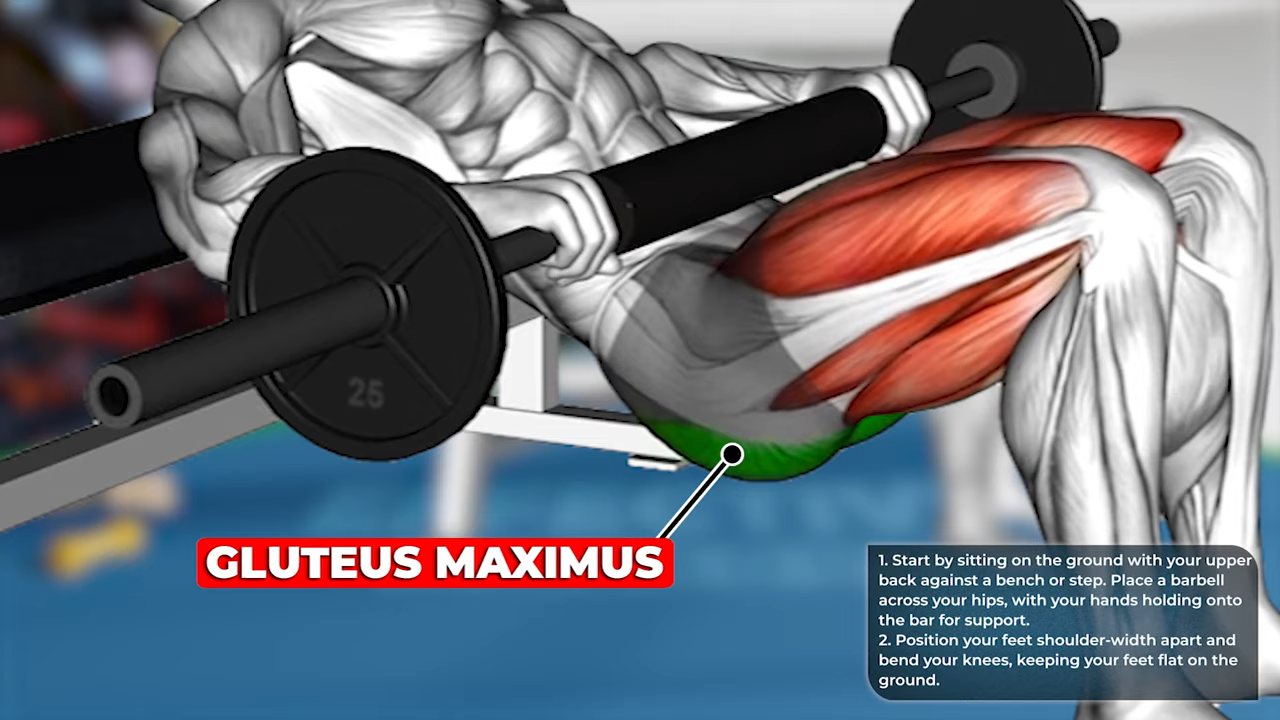 25
GLUTEUS MAXIMUS
1. Start by sitting on the ground with your upper
back against a bench or step. Place a barbell
across your hips, with your hands holding onto
the bar for support.
2. Position your feet shoulder-width apart and
bend your knees, keeping your feet flat on the
ground.